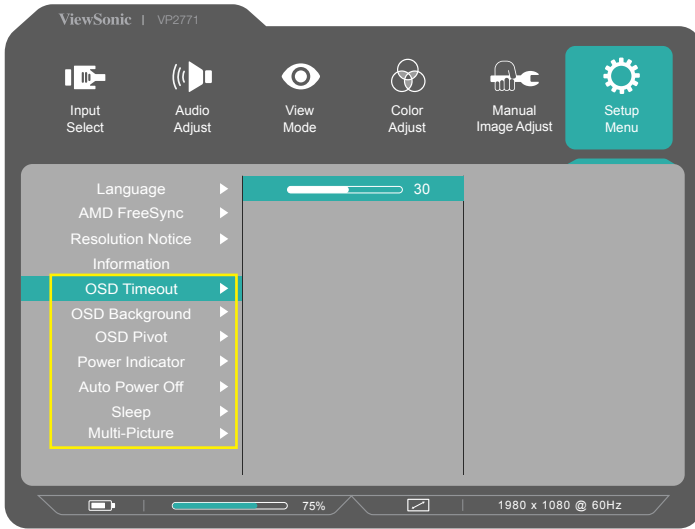 ViewSonic | VP2771
Input
Select
Audio
Adjust
View
Mode
Color
Adjust
Manual
Image Adjust
Setup
Menu
Language
30
AMD FreeSync
Resolution Notice
Information
OSD Timeout
OSD Background
OSD Pivot
Power Indicator
Auto Power Off
Sleep
Multi-Picture
75%
1980 x 1080 @ 60Hz